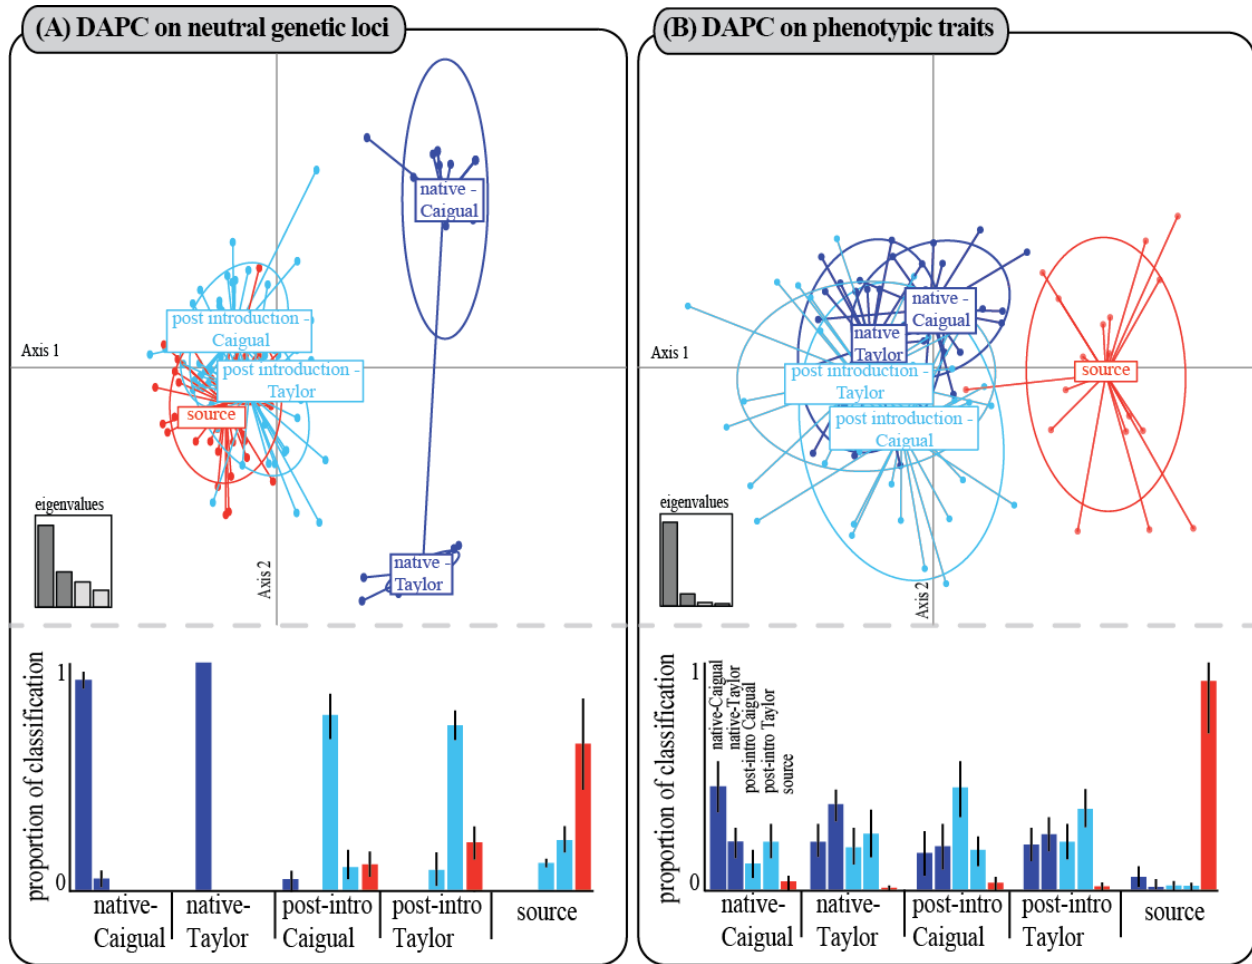 (A) DAPC on neutral genetic loci
native -
Caigual
post introduction -
Caigual
Axis 1
post introduction -
Taylor
source
eigenvalues
Axis 2
native -
Taylor
proportion of classification
1
0
native-
Caigual
native-
Taylor
post-intro
Caigual
post-intro
Taylor
source
(B) DAPC on phenotypic traits
native -
Caigual
native
Taylor
Axis 1
post introduction -
Taylor
source
post introduction -
Caigual
eigenvalues
Axis 2
proportion of classification
1
0
native-Caigual
native-Taylor
post-intro Caigual
post-intro Taylor
source
native-
Caigual
native-
Taylor
post-intro
Caigual
post-intro
Taylor
source